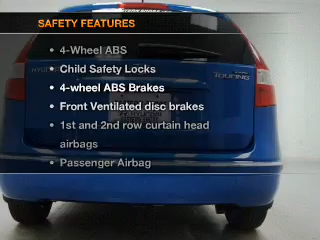 SAFETY FEATURES
• 4-Wheel ABS
• Child Safety Locks
• 4-wheel ABS Brakes
• Front Ventilated disc brakes
• 1st and 2nd row curtain head
airbags
• Passenger Airbag
TOURING